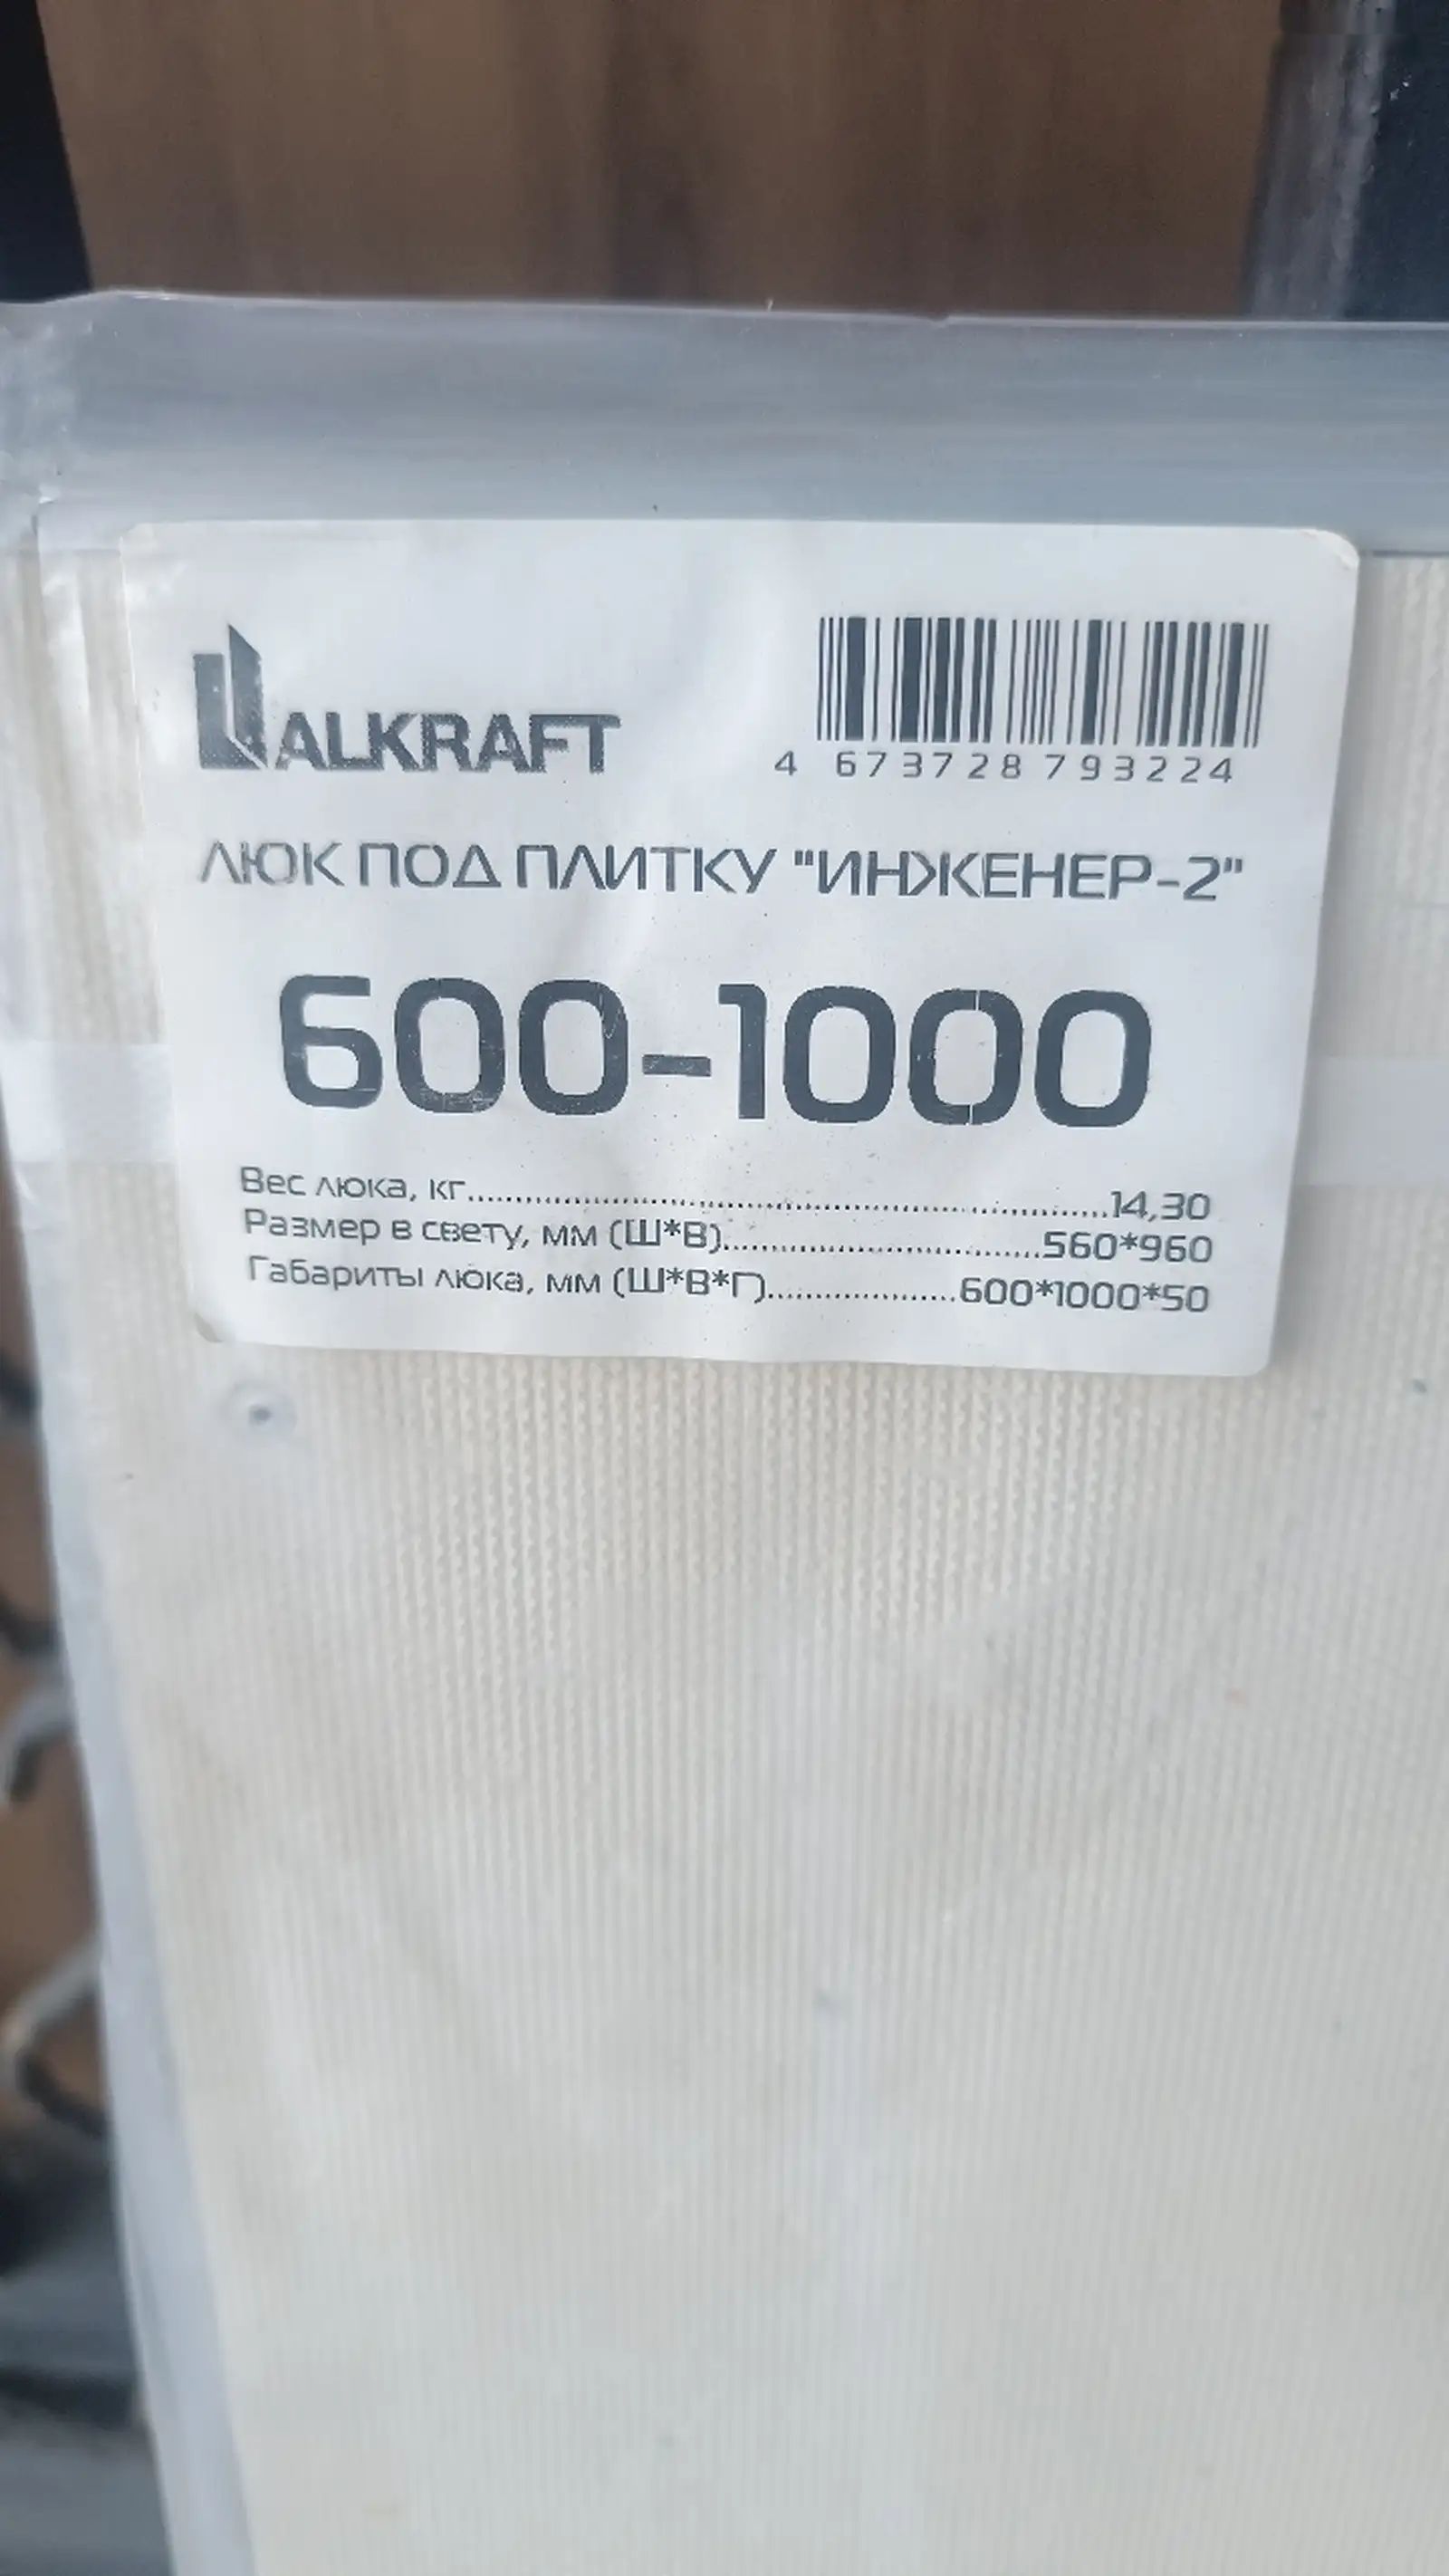 ALKRAFT
4 673728 793224
ЛЮК ПОД ПЛИТКУ "ИНЖЕНЕР-2"
600-1000
Вес люка, кг....................14,30
Размер в свету, мм (Ш*В)....................560*960
Габариты люка, мм (Ш*В*Г)....................600*1000*50